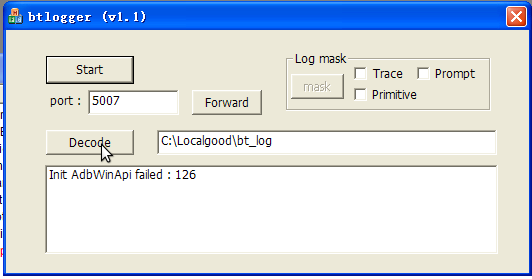 btlogger (v1.1)
Start
Log mask
mask
Trace
Prompt
Primitive
port :
5007
Forward
Decode
C:\Localgood\bt_log
Init AdbWinApi failed : 126